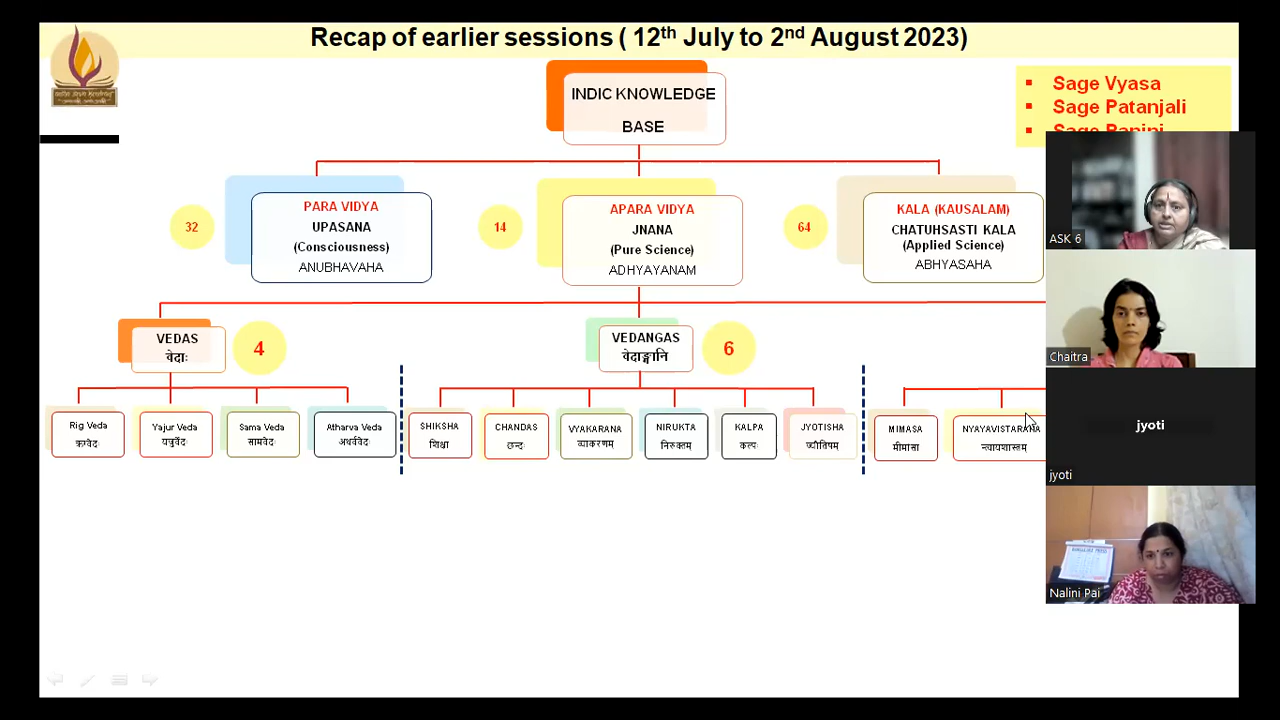 Recap of earlier sessions ( 12th July to 2nd August 2023)
Sage Vyasa
Sage Patanjali
Sage Panini
INDIC KNOWLEDGE
BASE
32
PARA VIDYA
UPASANA
(Consciousness)
ANUBHAVAHA
14
APARA VIDYA
JNANA
(Pure Science)
ADHYAYANAM
64
KALA (KAUSALAM)
CHATUHSASTI KALA
(Applied Science)
ABHYASAHA
VEDAS
वेदाः
4
VEDANGAS
वेदाङ्गानि
6
Rig Veda
ऋग्वेदः
Yajur Veda
यजुर्वेदः
Sama Veda
सामवेदः
Atharva Veda
अथर्ववेदः
SHIKSHA
शिक्षा
CHANDAS
छन्दः
VYAKARANA
व्याकरणम्
NIRUKTA
निरुक्तम्
KALPA
कल्पः
JYOTISHA
ज्यौतिषम्
MIMASA
मीमांसा
NYAYAVISTARAHA
न्यायशास्त्रम्
ASK 6
Chaitra
jyoti
jyoti
Nalini Pai